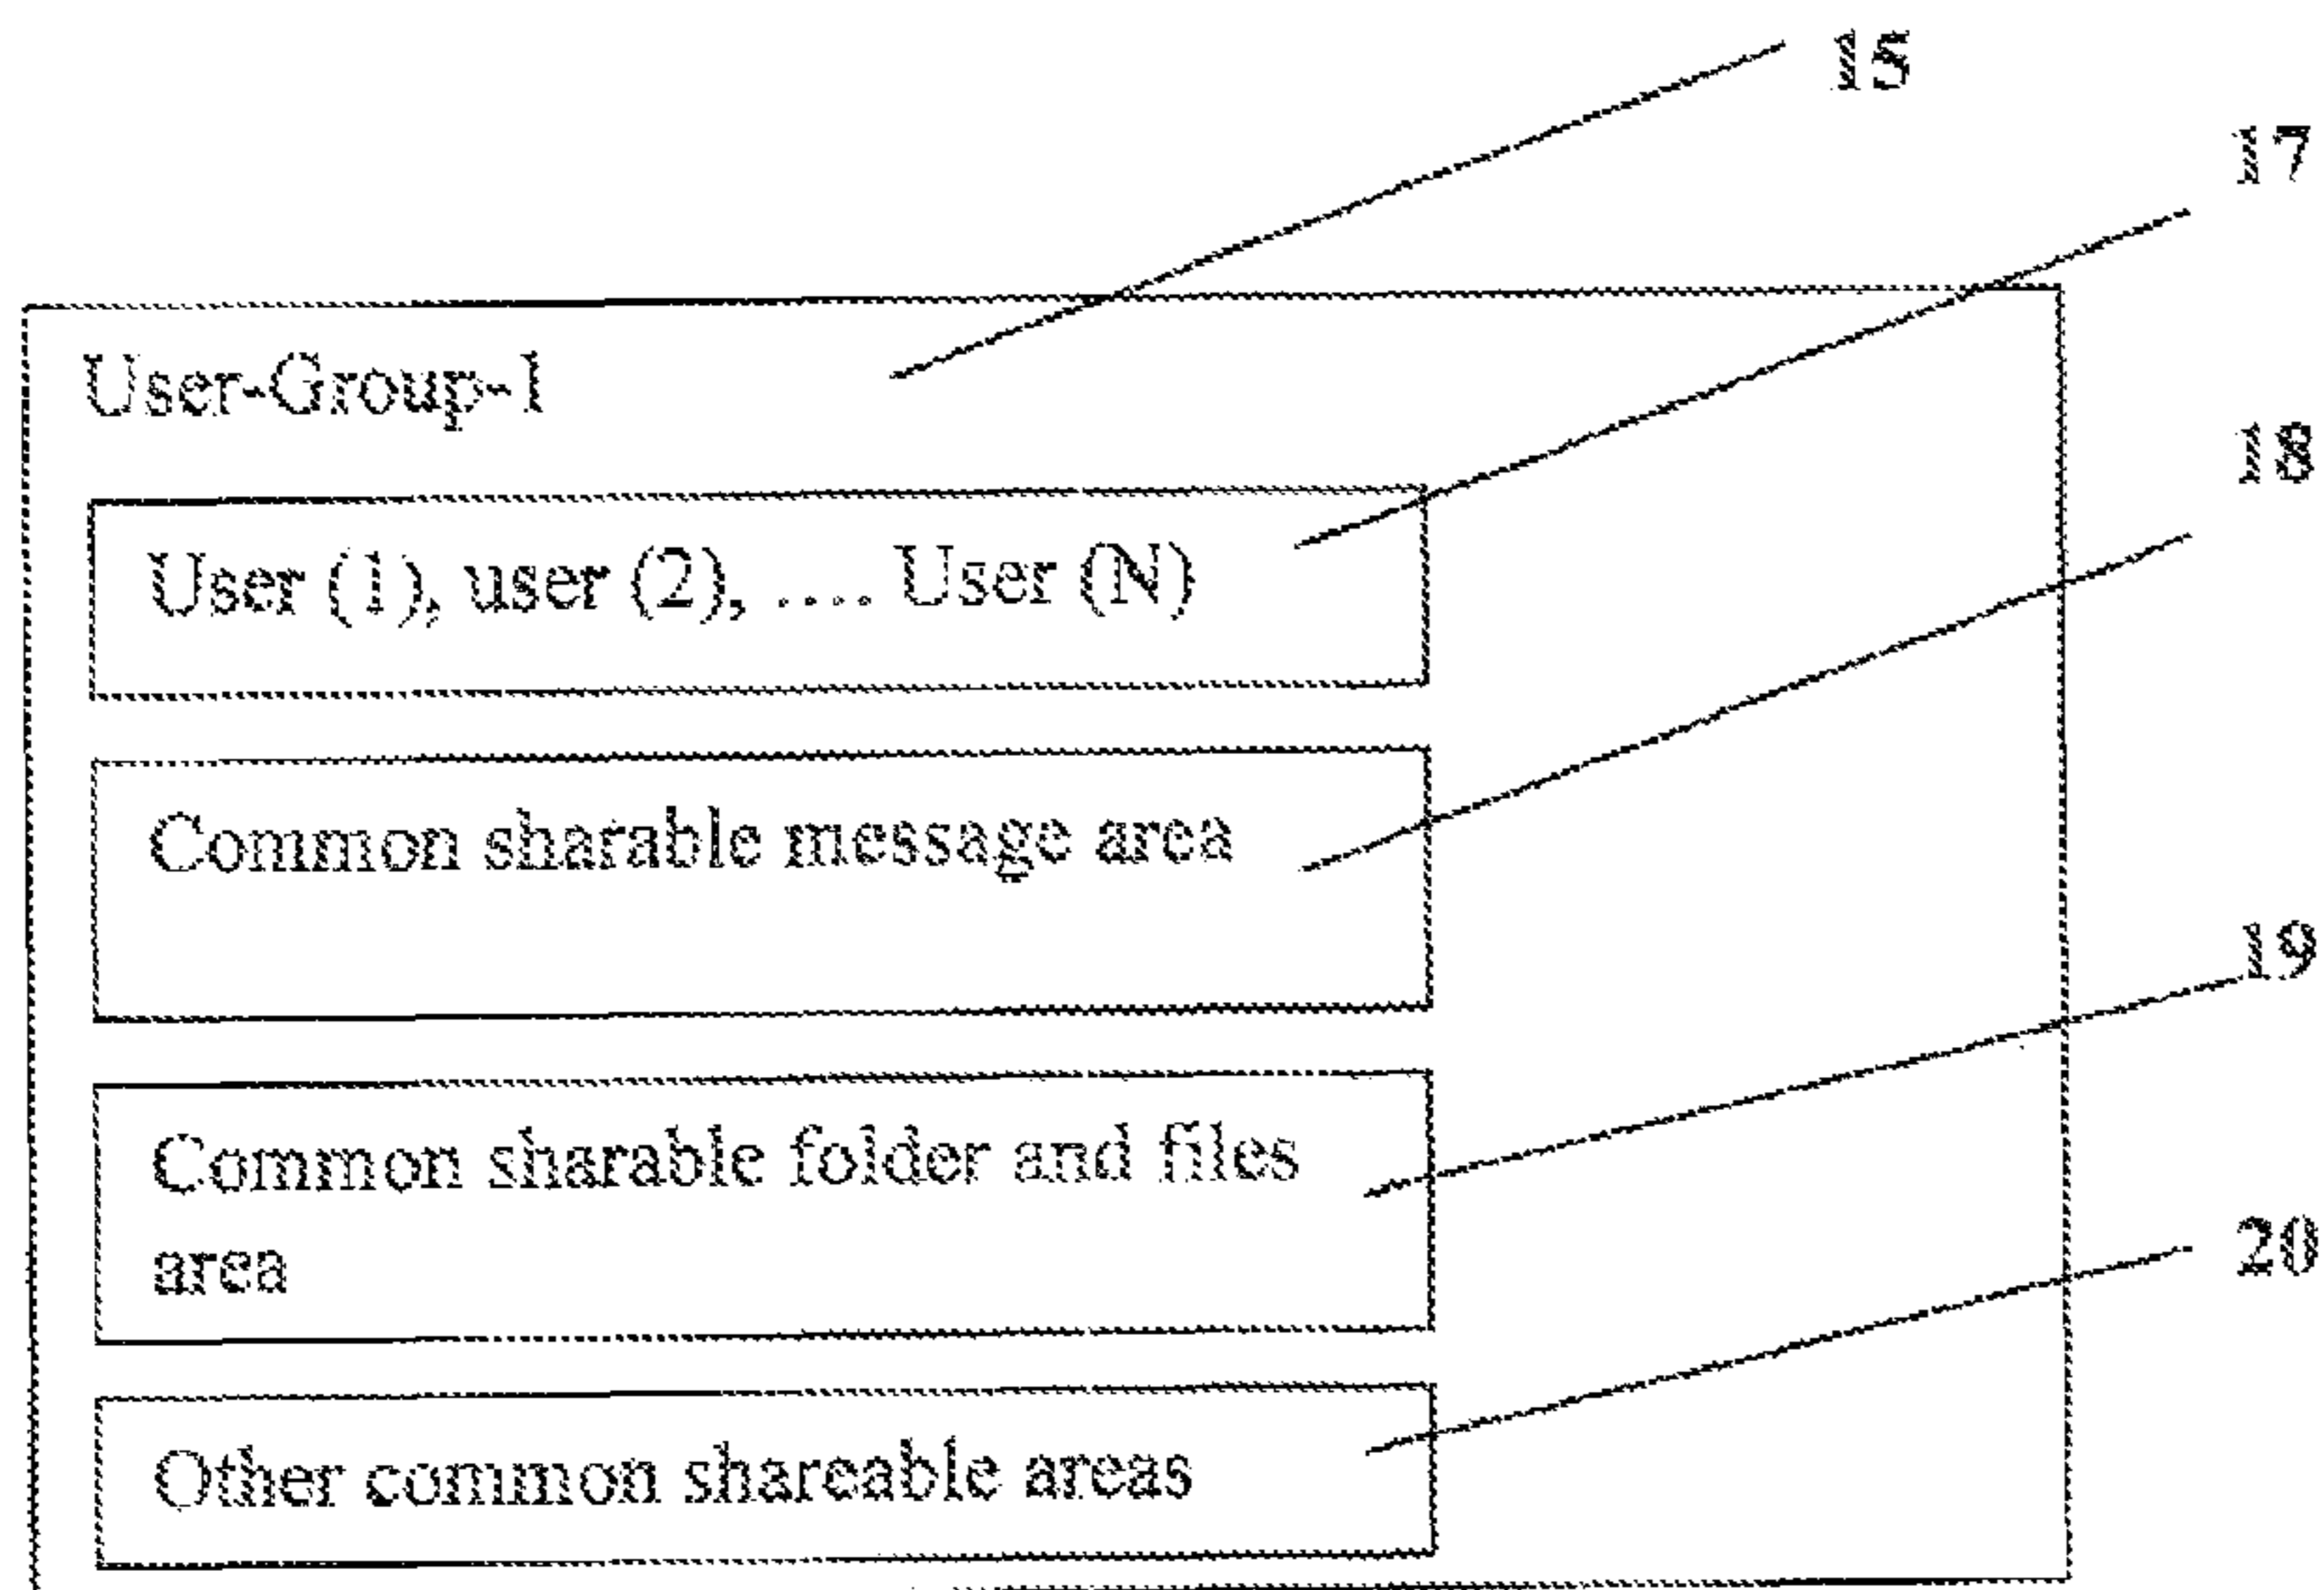 15
17
User-Group-1
18
User (1), user (2), .... User (N)
Common sharable message area
19
Common sharable folder and files
area
20
Other common shareable areas